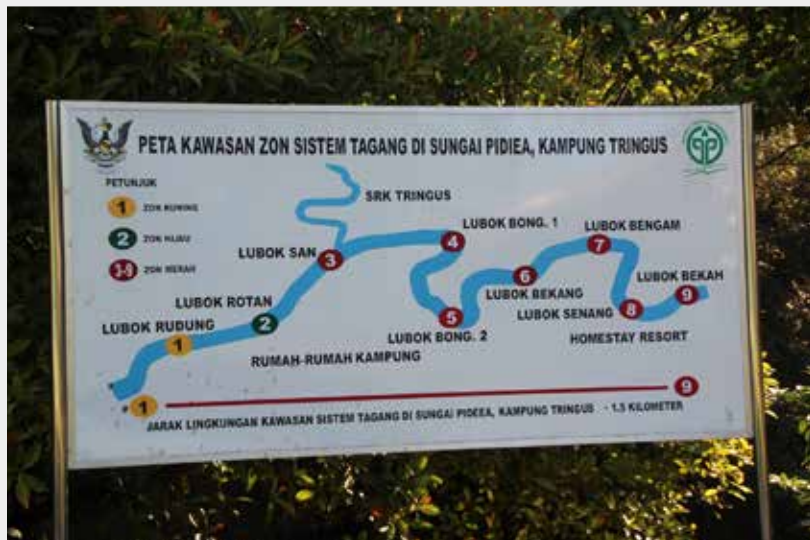 PETA KAWASAN ZON SISTEM TAGANG DI SUNGAI PIDIEA, KAMPUNG TRINGUS
PETUNJUK
1 ZON KUNING
2 ZON HIJAU
3-9 ZON MERAH
SRK TRINGUS
LUBOK SAN 3
4 LUBOK BONG. 1
LUBOK BENGAM 7
LUBOK BEKAH 9
6 LUBOK BEKANG
LUBOK ROTAN 2
LUBOK SENANG 8
LUBOK RUDUNG 1
5 LUBOK BONG. 2
HOMESTAY RESORT
RUMAH-RUMAH KAMPUNG
1 9
JARAK LINGKUNGAN KAWASAN SISTEM TAGANG DI SUNGAI PIDEEA, KAMPUNG TRINGUS - 1.5 KILOMETER